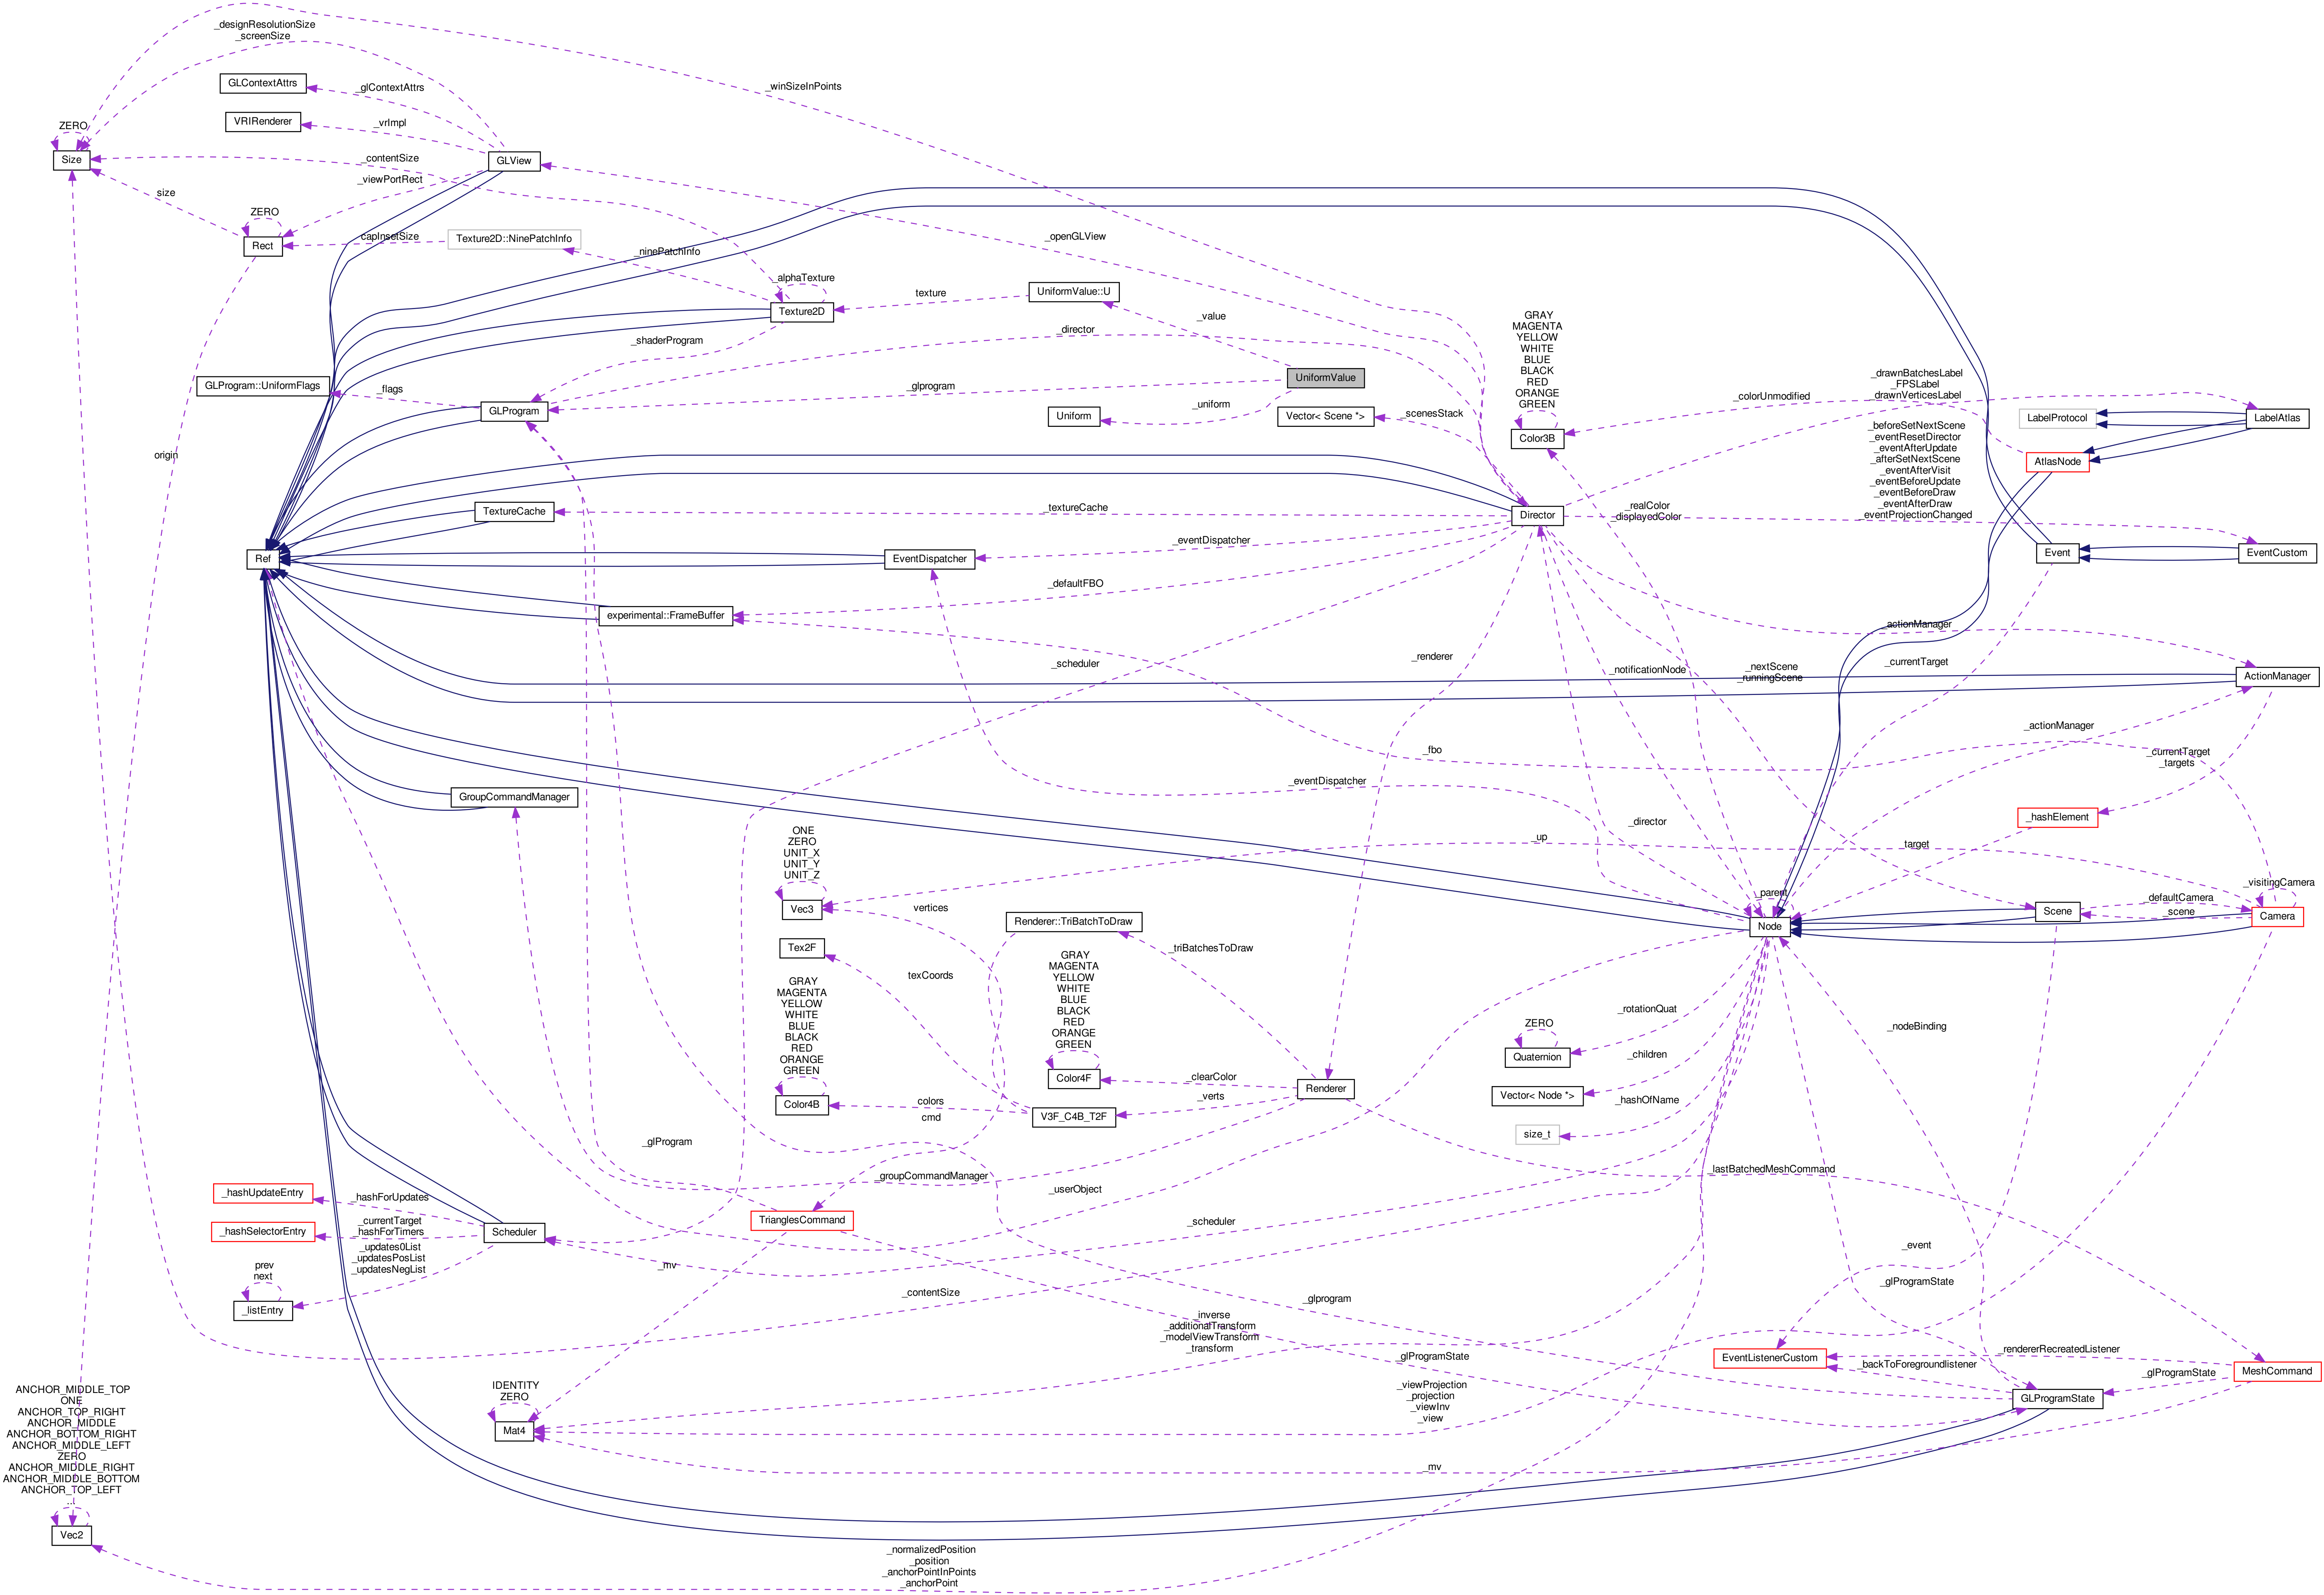 _designResolutionSize
_screenSize
_winSizeInPoints
GLContextAttrs
_glContextAttrs
VRIRenderer
_vrImpl
ZERO
Size
_contentSize
GLView
_viewPortRect
size
ZERO
Rect
capInsetSize
Texture2D::NinePatchInfo
_openGLView
_ninePatchInfo
_alphaTexture
texture
UniformValue::U
Texture2D
_value
_director
_shaderProgram
GRAY
MAGENTA
YELLOW
WHITE
BLUE
BLACK
RED
ORANGE
GREEN
UniformValue
GLProgram::UniformFlags
_flags
_glprogram
_drawnBatchesLabel
_FPSLabel
_drawnVerticesLabel
_colorUnmodified
GLProgram
Uniform
_uniform
Vector< Scene *>
_scenesStack
Color3B
LabelProtocol
LabelAtlas
_beforeSetNextScene
_eventResetDirector
_eventAfterUpdate
_afterSetNextScene
_eventAfterVisit
_eventBeforeUpdate
_eventBeforeDraw
_eventAfterDraw
_eventProjectionChanged
origin
AtlasNode
TextureCache
_textureCache
Director
_realColor
_displayedColor
_eventDispatcher
Ref
EventDispatcher
Event
EventCustom
_defaultFBO
experimental::FrameBuffer
_actionManager
_scheduler
_renderer
_notificationNode
_nextScene
_runningScene
_currentTarget
ActionManager
_fbo
_actionManager
_currentTarget
_targets
_eventDispatcher
GroupCommandManager
_hashElement
_director
ONE
ZERO
UNIT_X
UNIT_Y
UNIT_Z
_up
target
Vec3
vertices
_parent
_visitingCamera
_defaultCamera
Renderer::TriBatchToDraw
Scene
_scene
Camera
Node
Tex2F
_triBatchesToDraw
texCoords
GRAY
MAGENTA
YELLOW
WHITE
BLUE
BLACK
RED
ORANGE
GREEN
GRAY
MAGENTA
YELLOW
WHITE
BLUE
BLACK
RED
ORANGE
GREEN
_rotationQuat
ZERO
Quaternion
_nodeBinding
_children
Color4F
_clearColor
Renderer
Vector< Node *>
_verts
Color4B
colors
cmd
V3F_C4B_T2F
_hashOfName
size_t
_glProgram
_groupCommandManager
_lastBatchedMeshCommand
_userObject
_hashUpdateEntry
_hashForUpdates
_hashSelectorEntry
_currentTarget
_hashForTimers
Scheduler
TrianglesCommand
_scheduler
_event
_updates0List
_updatesPosList
_updatesNegList
prev
next
_listEntry
_mv
_contentSize
_glprogram
_glProgramState
_inverse
_additionalTransform
_modelViewTransform
_transform
_glProgramState
EventListenerCustom
_rendererRecreatedListener
_backToForegroundlistener
MeshCommand
_glProgramState
GLProgramState
IDENTITY
ZERO
Mat4
_viewProjection
_projection
_viewInv
_view
_mv
ANCHOR_MIDDLE_TOP
ONE
ANCHOR_TOP_RIGHT
ANCHOR_MIDDLE
ANCHOR_BOTTOM_RIGHT
ANCHOR_MIDDLE_LEFT
ZERO
ANCHOR_MIDDLE_RIGHT
ANCHOR_MIDDLE_BOTTOM
ANCHOR_TOP_LEFT
...
Vec2
_normalizedPosition
_position
_anchorPointInPoints
_anchorPoint